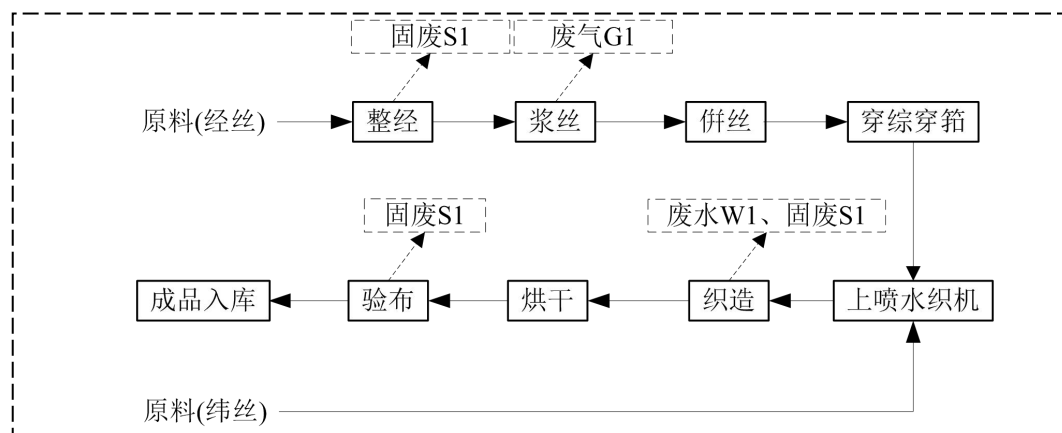 固废S1
废气G1
原料(经丝)
整经
浆丝
併丝
穿综穿筘
固废S1
废水W1、固废S1
成品入库
验布
烘干
织造
上喷水织机
原料(纬丝)